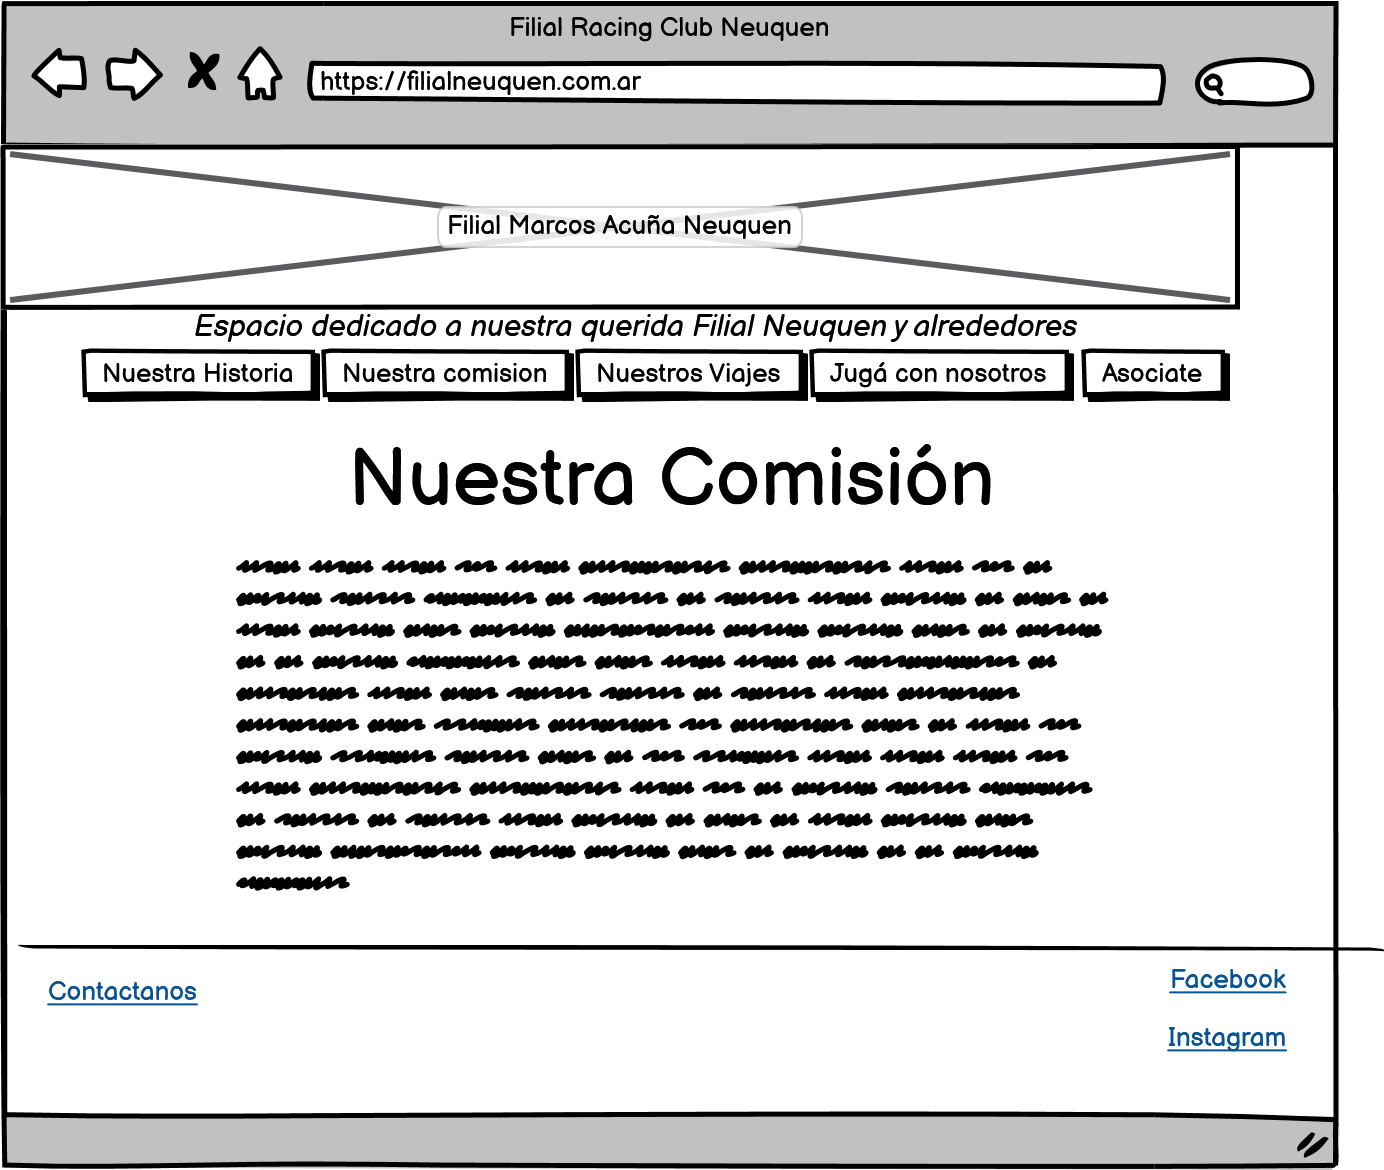 Filial Racing Club Neuquen
https://filialneuquen.com.ar
Filial Marcos Acuña Neuquen
Espacio dedicado a nuestra querida Filial Neuquen y alrededores
Nuestra Historia
Nuestra comision
Nuestros Viajes
Jugá con nosotros
Asociate
Nuestra Comisión
Contactanos
Facebook
Instagram